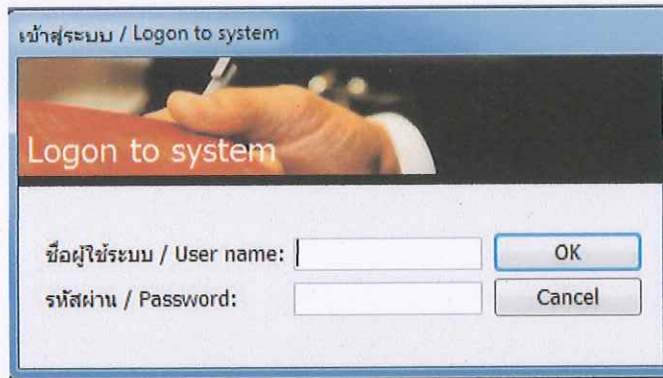 เข้าสู่ระบบ / Logon to system
Logon to system
ชื่อผู้ใช้ระบบ / User name:
OK
รหัสผ่าน / Password:
Cancel